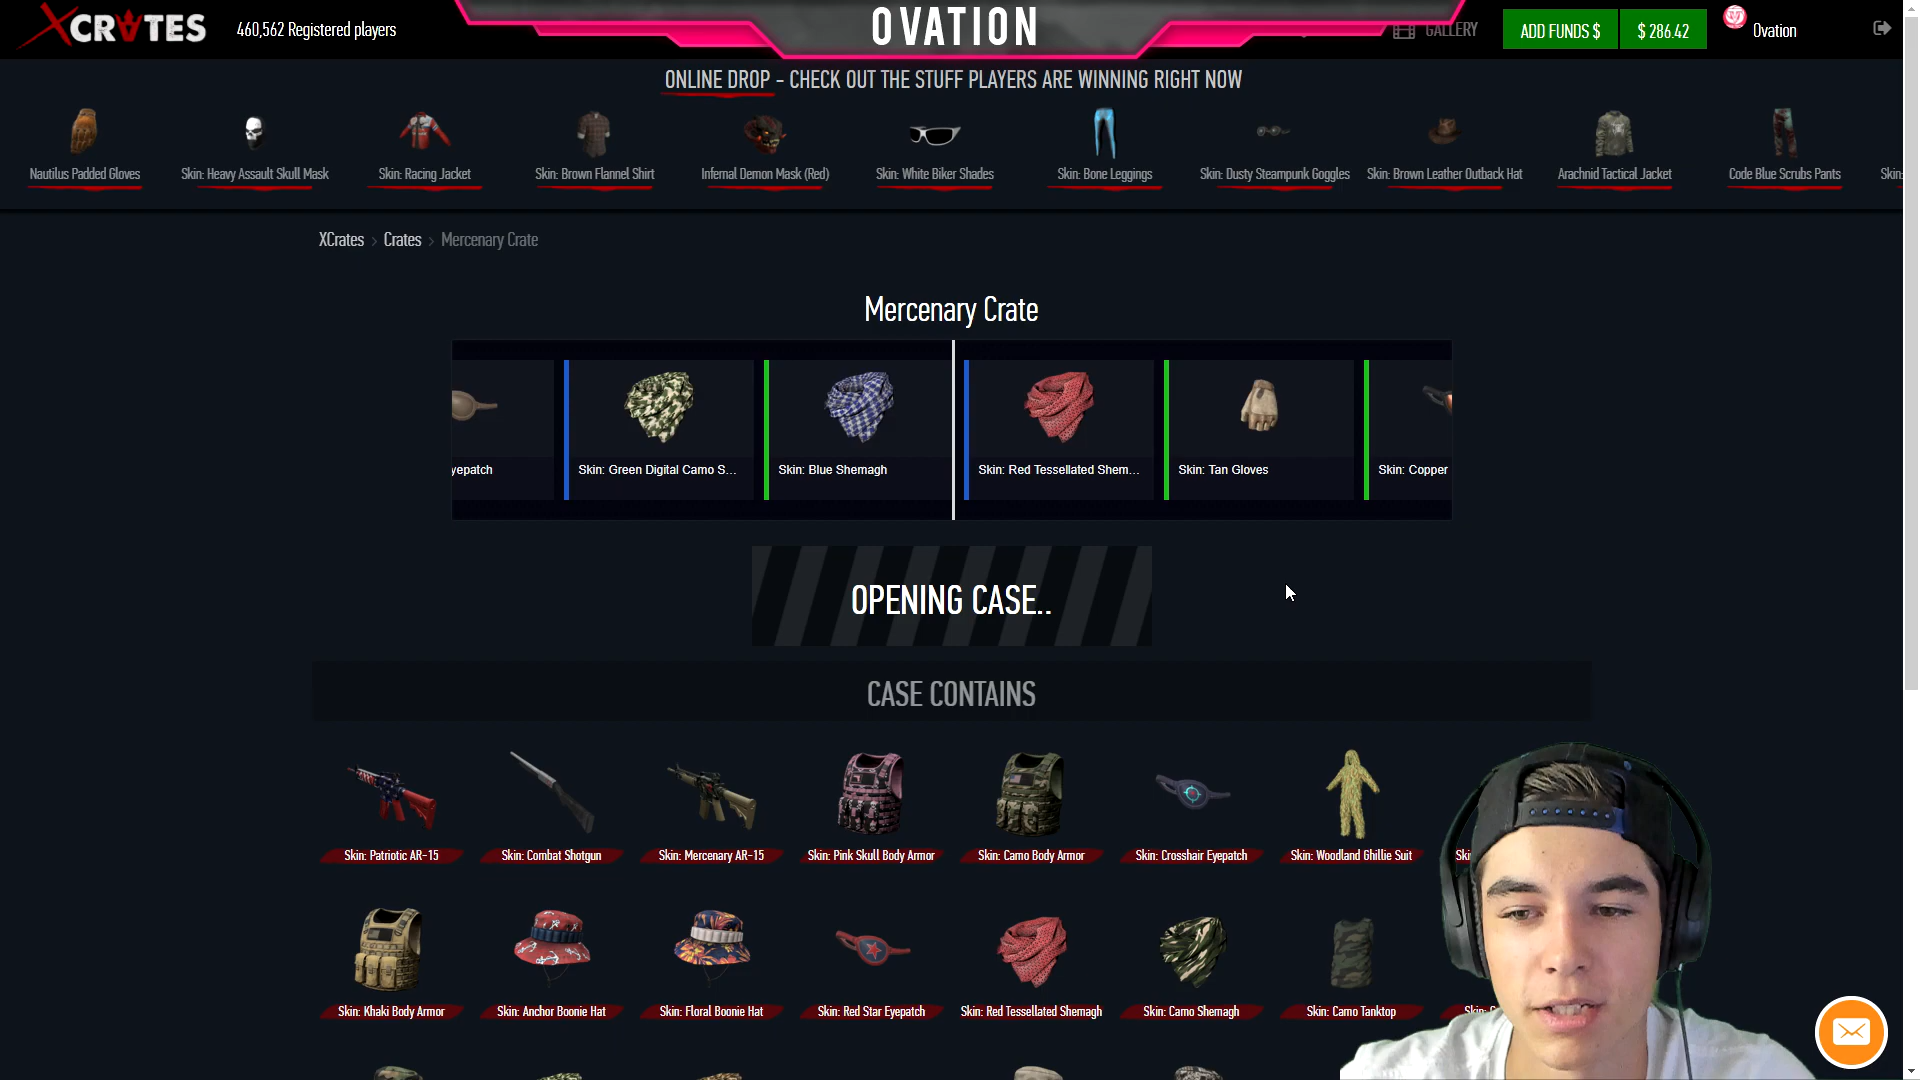 XCRATES
460,562 Registered players
OVATION
GALLERY
ADD FUNDS $
$ 286.42
Ovation
ONLINE DROP - CHECK OUT THE STUFF PLAYERS ARE WINNING RIGHT NOW
Nautilus Padded Gloves
Skin: Heavy Assault Skull Mask
Skin: Racing Jacket
Skin: Brown Flannel Shirt
Infernal Demon Mask (Red)
Skin: White Biker Shades
Skin: Bone Leggings
Skin: Dusty Steampunk Goggles
Skin: Brown Leather Outback Hat
Arachnid Tactical Jacket
Code Blue Scrubs Pants
Skin:
XCrates > Crates > Mercenary Crate
Mercenary Crate
yepatch
Skin: Green Digital Camo S...
Skin: Blue Shemagh
Skin: Red Tessellated Shem...
Skin: Tan Gloves
Skin: Copper
OPENING CASE..
CASE CONTAINS
Skin: Patriotic AR-15
Skin: Combat Shotgun
Skin: Mercenary AR-15
Skin: Pink Skull Body Armor
Skin: Camo Body Armor
Skin: Crosshair Eyepatch
Skin: Woodland Ghillie Suit
Skin: Khaki Body Armor
Skin: Anchor Boonie Hat
Skin: Floral Boonie Hat
Skin: Red Star Eyepatch
Skin: Red Tessellated Shemagh
Skin: Camo Shemagh
Skin: Camo Tanktop